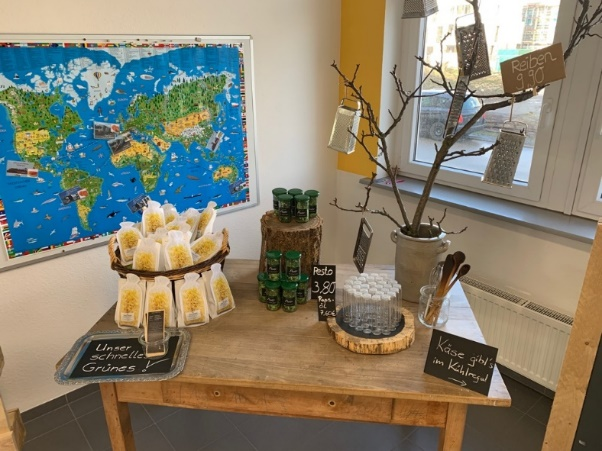 Reiben
9,90
Pesto
3,80
Unser
schnelles
Grünes!
Käse gibt's
im Kühlregal